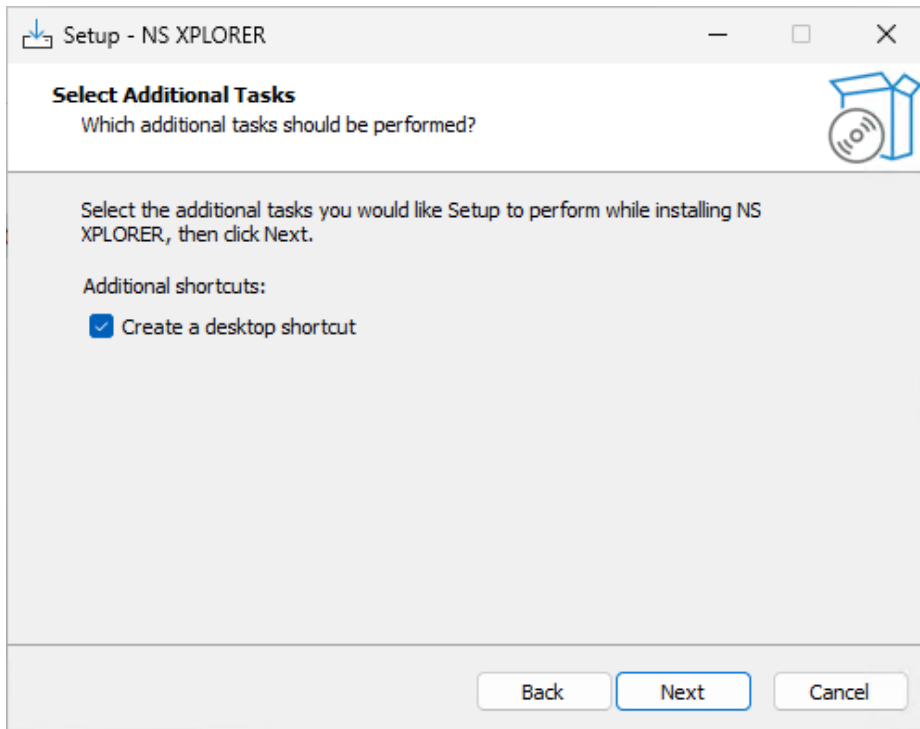 Setup - NS XPLORER
Select Additional Tasks
Which additional tasks should be performed?
Select the additional tasks you would like Setup to perform while installing NS
XPLORER, then click Next.
Additional shortcuts:
Create a desktop shortcut
Back Next Cancel